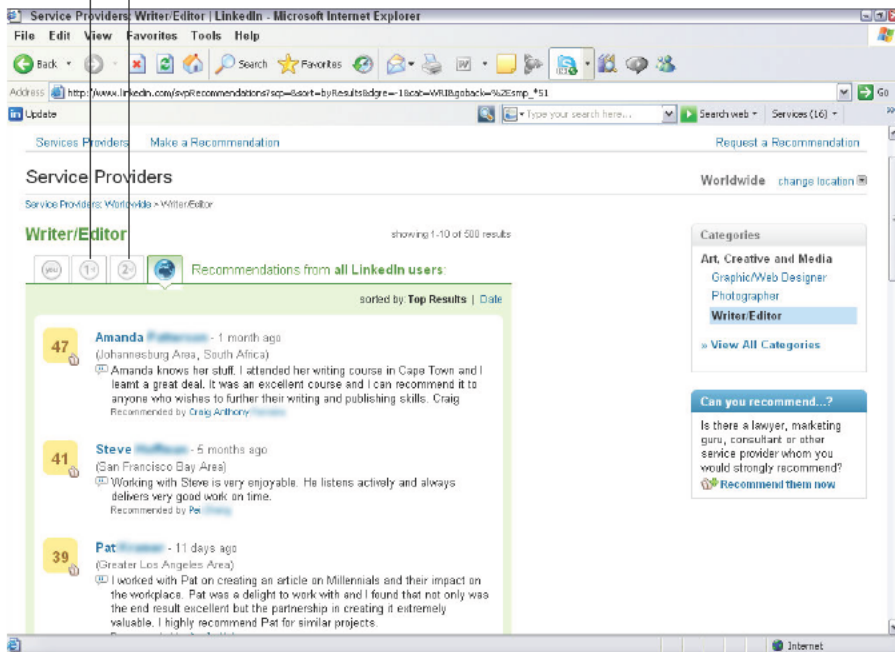 Service Providers: Writer/Editor | LinkedIn - Microsoft Internet Explorer
File Edit View Favorites Tools Help
Back Search Favorites
Address http://www.linkedin.com/svpRecommendations?scp=&sort=byResults&dgre=-1&cat=WRI&goback=%2Esmp_*51 Go
in Update Type your search here... Search web Services (16)
Services Providers Make a Recommendation Request a Recommendation
Service Providers Worldwide change location
Service Providers: Worldwide > Writer/Editor
Writer/Editor showing 1-10 of 500 results
you 1st 2nd Recommendations from all LinkedIn users:
sorted by: Top Results | Date
47 Amanda - 1 month ago
(Johannesburg Area, South Africa)
Amanda knows her stuff. I attended her writing course in Cape Town and I
learnt a great deal. It was an excellent course and I can recommend it to
anyone who wishes to further their writing and publishing skills. Craig
Recommended by Craig Anthony
41 Steve - 5 months ago
(San Francisco Bay Area)
Working with Steve is very enjoyable. He listens actively and always
delivers very good work on time.
Recommended by Pei
39 Pat - 11 days ago
(Greater Los Angeles Area)
I worked with Pat on creating an article on Millennials and their impact on
the workplace. Pat was a delight to work with and I found that not only was
the end result excellent but the partnership in creating it extremely
valuable. I highly recommend Pat for similar projects.
Categories
Art, Creative and Media
Graphic/Web Designer
Photographer
Writer/Editor
» View All Categories
Can you recommend...?
Is there a lawyer, marketing
guru, consultant or other
service provider whom you
would strongly recommend?
Recommend them now
Internet